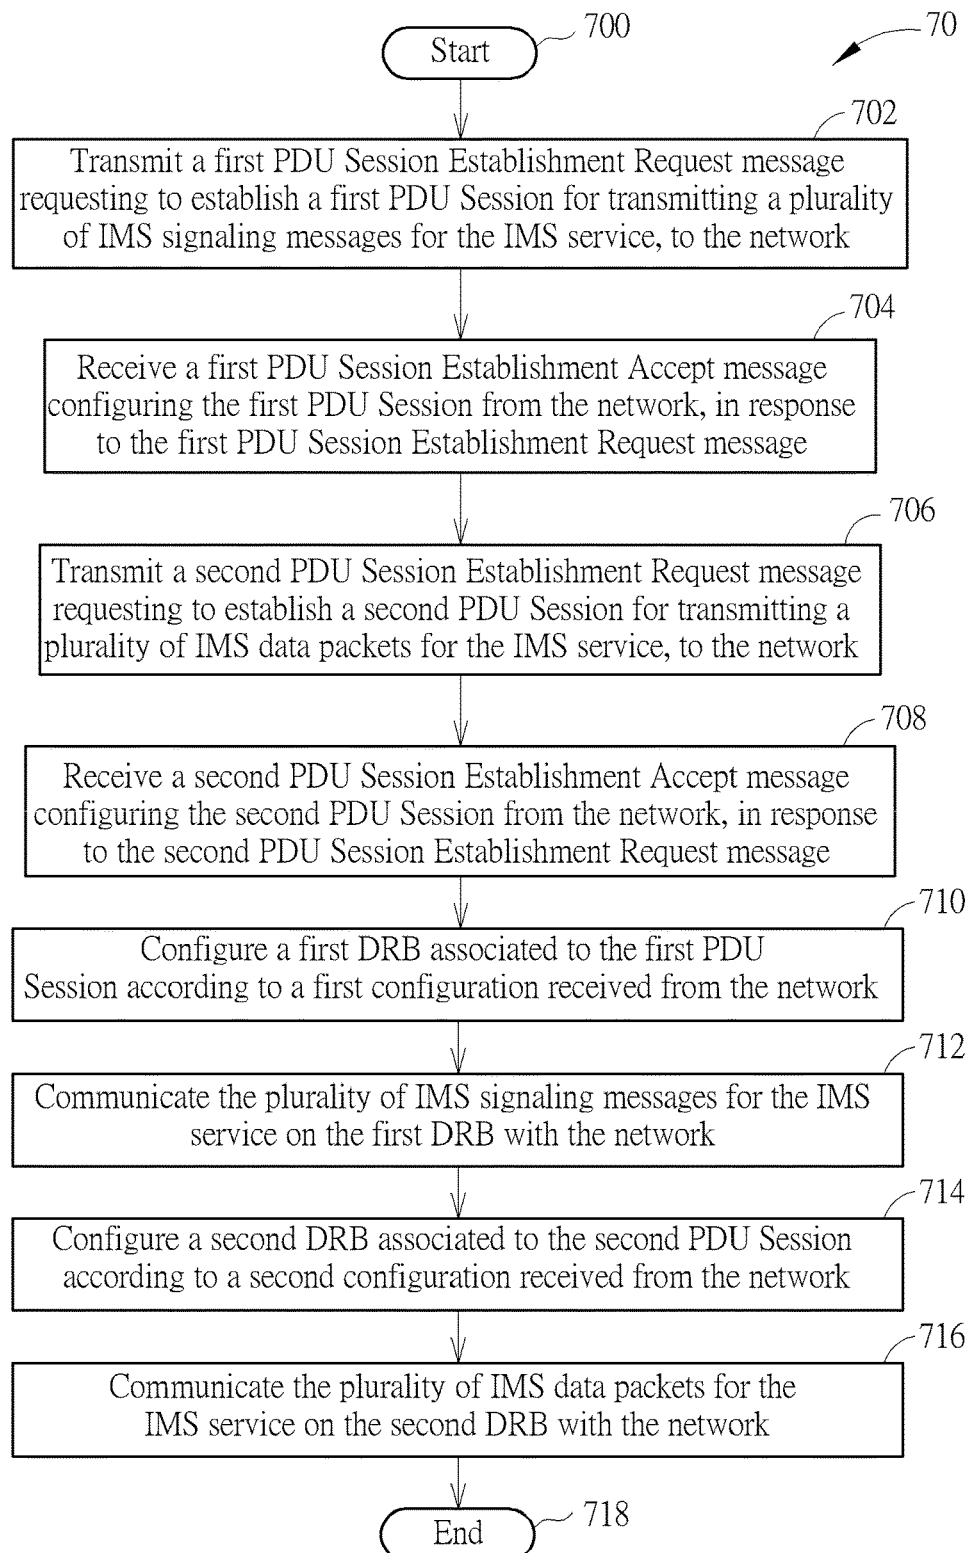 Start
700
70
702
Transmit a first PDU Session Establishment Request message
requesting to establish a first PDU Session for transmitting a plurality
of IMS signaling messages for the IMS service, to the network
704
Receive a first PDU Session Establishment Accept message
configuring the first PDU Session from the network, in response
to the first PDU Session Establishment Request message
706
Transmit a second PDU Session Establishment Request message
requesting to establish a second PDU Session for transmitting a
plurality of IMS data packets for the IMS service, to the network
708
Receive a second PDU Session Establishment Accept message
configuring the second PDU Session from the network, in response
to the second PDU Session Establishment Request message
710
Configure a first DRB associated to the first PDU
Session according to a first configuration received from the network
712
Communicate the plurality of IMS signaling messages for the IMS
service on the first DRB with the network
714
Configure a second DRB associated to the second PDU Session
according to a second configuration received from the network
716
Communicate the plurality of IMS data packets for the
IMS service on the second DRB with the network
End
718